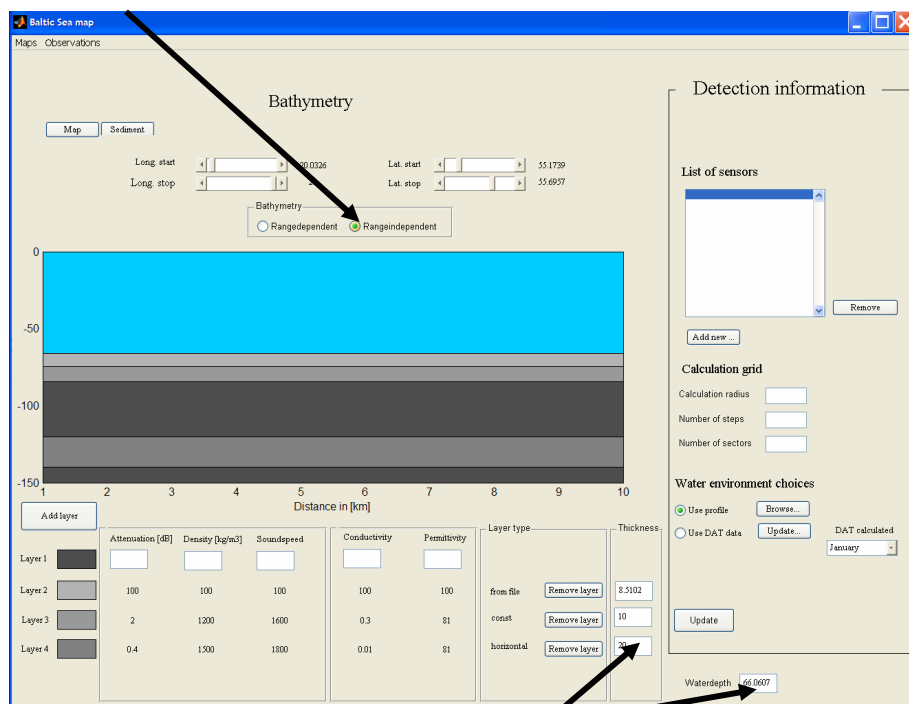 Baltic Sea map
Maps Observations
Bathymetry
Map Sediment
Long. start 20.0326 Lat. start 55.1739
Long. stop Lat. stop 55.6957
Bathymetry
Rangedependent Rangeindependent
0
-50
-100
-150
1 2 3 4 5 6 7 8 9 10
Distance in [km]
Add layer
Attenuation [dB] Density [kg/m3] Soundspeed Conductivity Permittivity Layer type Thickness
Layer 1
Layer 2 100 100 100 100 100 from file Remove layer 8.5102
Layer 3 2 1200 1600 0.3 81 const Remove layer 10
Layer 4 0.4 1500 1800 0.01 81 horizontal Remove layer 20
Detection information
List of sensors
Remove
Add new ...
Calculation grid
Calculation radius
Number of steps
Number of sectors
Water environment choices
Use profile Browse...
Use DAT data Update... DAT calculated
January
Update
Waterdepth 66.0607